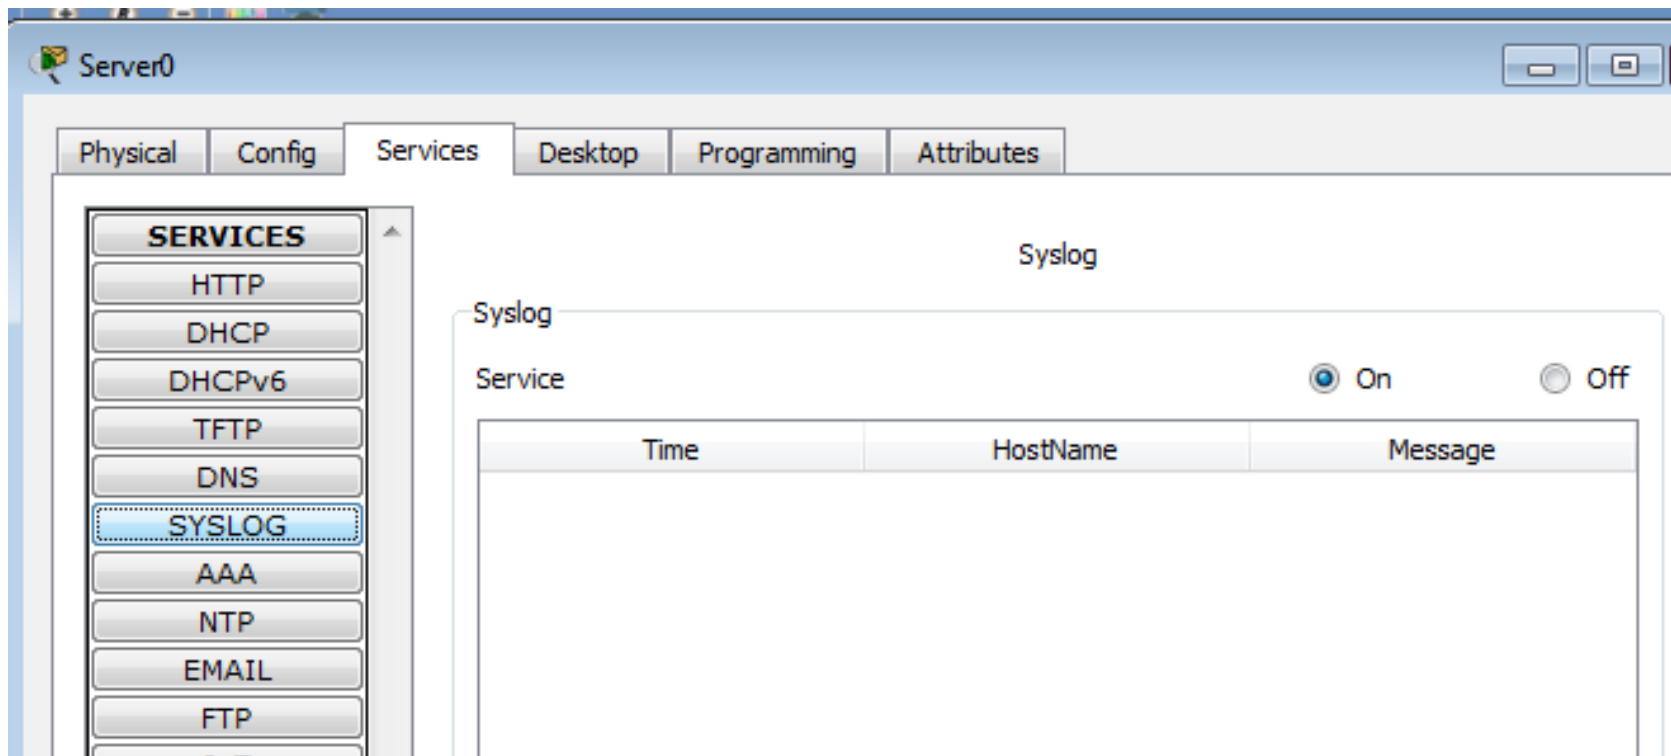 Server0
Physical Config Services Desktop Programming Attributes
SERVICES
HTTP
DHCP
DHCPv6
TFTP
DNS
SYSLOG
AAA
NTP
EMAIL
FTP
Syslog
Syslog
Service On Off
Time HostName Message